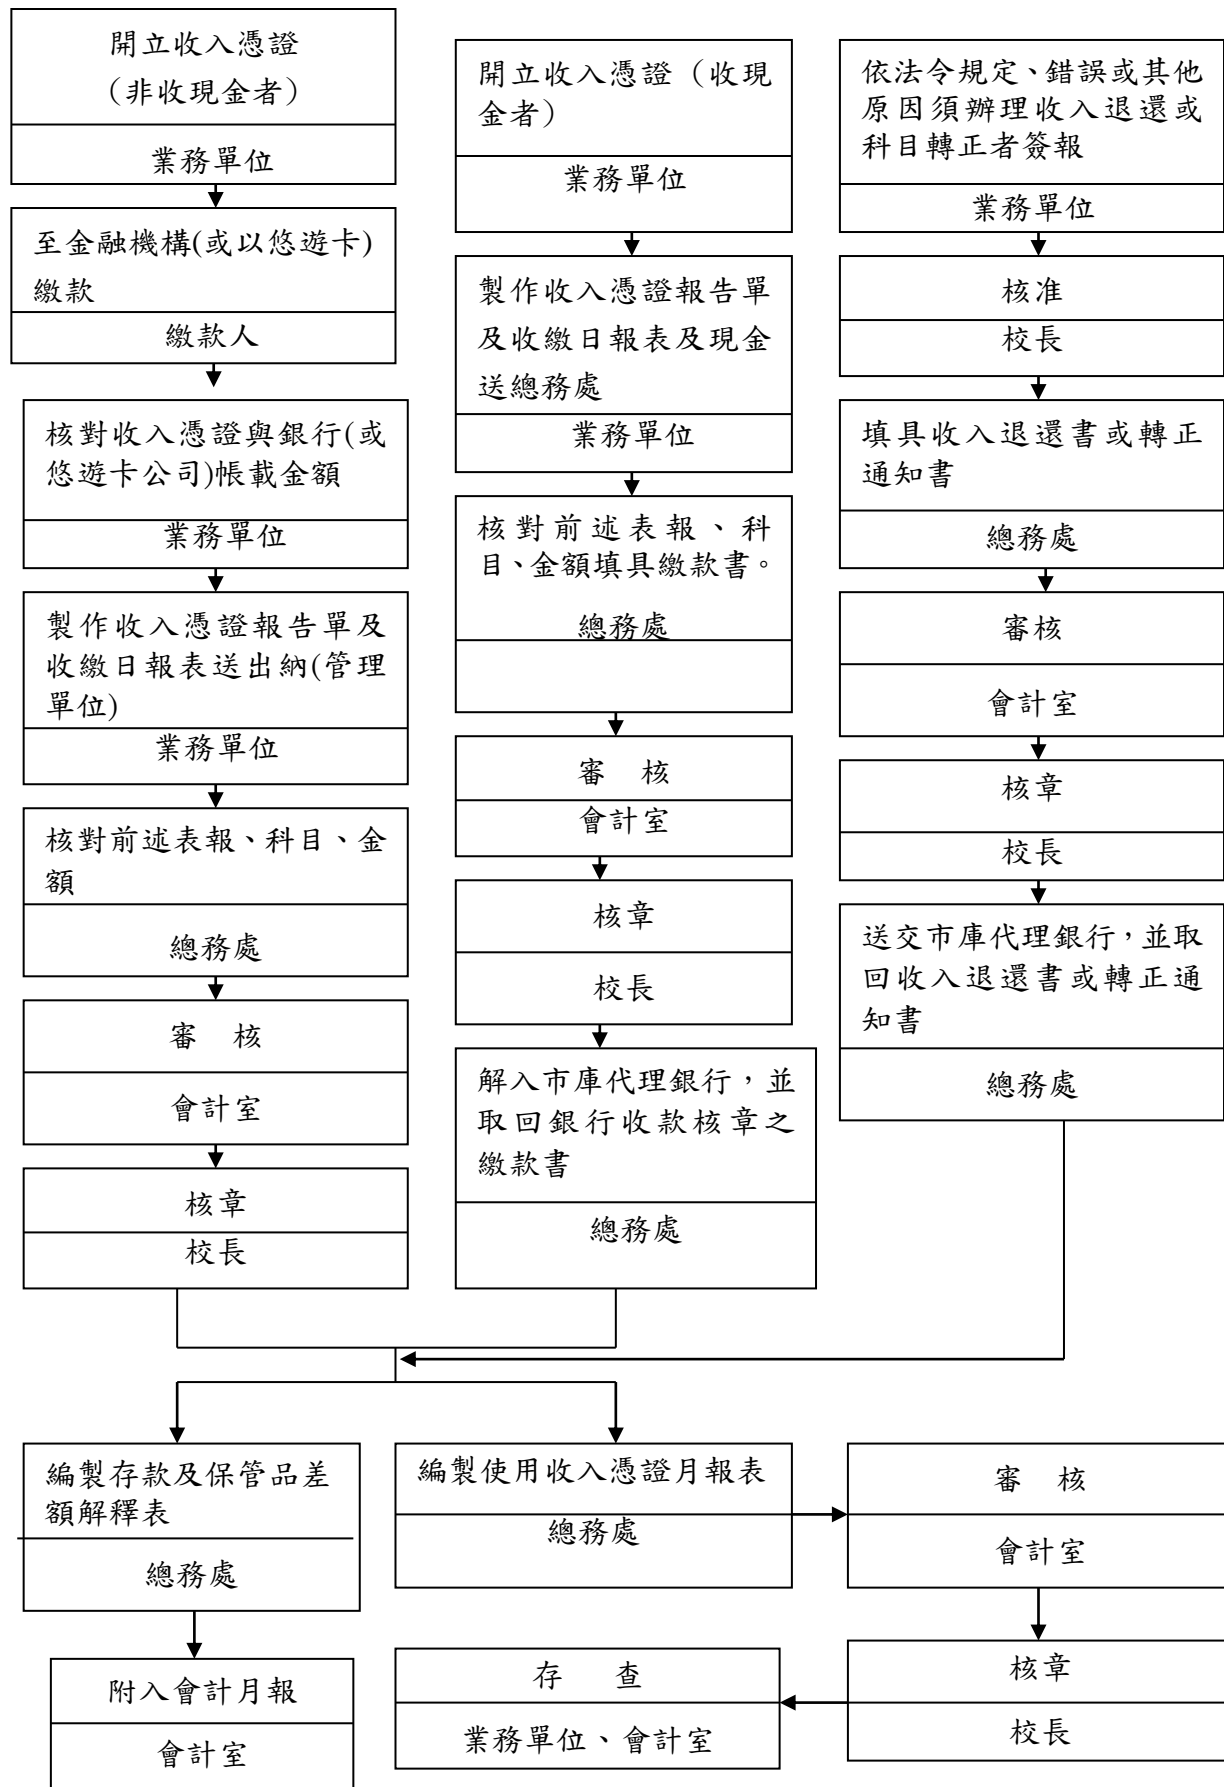 開立收入憑證
（非收現金者）
業務單位
至金融機構(或以悠遊卡)
繳款
繳款人
核對收入憑證與銀行(或
悠遊卡公司)帳載金額
業務單位
製作收入憑證報告單及
收繳日報表送出納(管理
單位)
業務單位
核對前述表報、科目、金
額
總務處
審　核
會計室
核章
校長
開立收入憑證（收現
金者）
業務單位
製作收入憑證報告單
及收繳日報表及現金
送總務處
業務單位
核對前述表報、科
目、金額填具繳款書。
總務處
審　核
會計室
核章
校長
解入市庫代理銀行，並
取回銀行收款核章之
繳款書
總務處
依法令規定、錯誤或其他
原因須辦理收入退還或
科目轉正者簽報
業務單位
核准
校長
填具收入退還書或轉正
通知書
總務處
審核
會計室
核章
校長
送交市庫代理銀行，並取
回收入退還書或轉正通
知書
總務處
編製存款及保管品差
額解釋表
總務處
附入會計月報
會計室
編製使用收入憑證月報表
總務處
審　核
會計室
核章
校長
存　查
業務單位、會計室